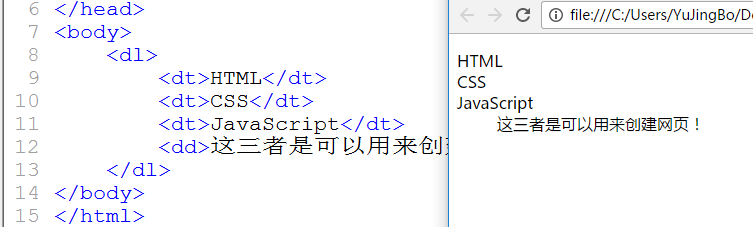 6 </head>
7 <body>
8 <dl>
9 <dt>HTML</dt>
10 <dt>CSS</dt>
11 <dt>JavaScript</dt>
12 <dd>这三者是可以用来创
13 </dl>
14 </body>
15 </html>
file:///C:/Users/YuJingBo/De
HTML
CSS
JavaScript
这三者是可以用来创建网页！